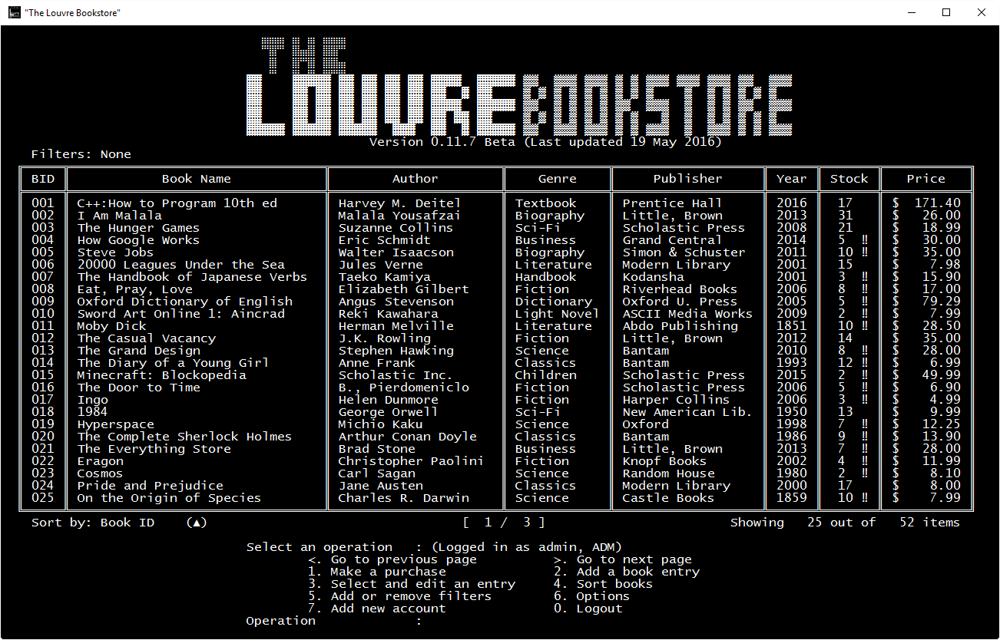 "The Louvre Bookstore"
THE
LOUVRE BOOKSTORE
Version 0.11.7 Beta (Last updated 19 May 2016)
Filters: None
BID Book Name Author Genre Publisher Year Stock Price
001 C++:How to Program 10th ed Harvey M. Deitel Textbook Prentice Hall 2016 17 $ 171.40
002 I Am Malala Malala Yousafzai Biography Little, Brown 2013 31 $ 26.00
003 The Hunger Games Suzanne Collins Sci-Fi Scholastic Press 2008 21 $ 18.99
004 How Google Works Eric Schmidt Business Grand Central 2014 5 ‼ $ 30.00
005 Steve Jobs Walter Isaacson Biography Simon & Schuster 2011 10 ‼ $ 35.00
006 20000 Leagues Under the Sea Jules Verne Literature Modern Library 2001 15 $ 7.98
007 The Handbook of Japanese Verbs Taeko Kamiya Handbook Kodansha 2001 3 ‼ $ 15.90
008 Eat, Pray, Love Elizabeth Gilbert Fiction Riverhead Books 2006 8 ‼ $ 17.00
009 Oxford Dictionary of English Angus Stevenson Dictionary Oxford U. Press 2005 5 ‼ $ 79.29
010 Sword Art Online 1: Aincrad Reki Kawahara Light Novel ASCII Media Works 2009 2 ‼ $ 7.99
011 Moby Dick Herman Melville Literature Abdo Publishing 1851 10 ‼ $ 28.50
012 The Casual Vacancy J.K. Rowling Fiction Little, Brown 2012 14 $ 35.00
013 The Grand Design Stephen Hawking Science Bantam 2010 8 ‼ $ 28.00
014 The Diary of a Young Girl Anne Frank Classics Bantam 1993 12 ‼ $ 6.99
015 Minecraft: Blockopedia Scholastic Inc. Children Scholastic Press 2015 2 ‼ $ 49.99
016 The Door to Time B., Pierdomeniclo Fiction Scholastic Press 2006 5 ‼ $ 6.90
017 Ingo Helen Dunmore Fiction Harper Collins 2006 3 ‼ $ 4.99
018 1984 George Orwell Sci-Fi New American Lib. 1950 13 $ 9.99
019 Hyperspace Michio Kaku Science Oxford 1998 7 ‼ $ 12.25
020 The Complete Sherlock Holmes Arthur Conan Doyle Classics Bantam 1986 9 ‼ $ 13.90
021 The Everything Store Brad Stone Business Little, Brown 2013 7 ‼ $ 28.00
022 Eragon Christopher Paolini Fiction Knopf Books 2002 4 ‼ $ 11.99
023 Cosmos Carl Sagan Science Random House 1980 2 ‼ $ 8.10
024 Pride and Prejudice Jane Austen Classics Modern Library 2000 17 $ 8.00
025 On the Origin of Species Charles R. Darwin Science Castle Books 1859 10 ‼ $ 7.99
Sort by: Book ID (▲) [ 1 / 3 ] Showing 25 out of 52 items
Select an operation : (Logged in as admin, ADM)
<. Go to previous page >. Go to next page
1. Make a purchase 2. Add a book entry
3. Select and edit an entry 4. Sort books
5. Add or remove filters 6. Options
7. Add new account 0. Logout
Operation :